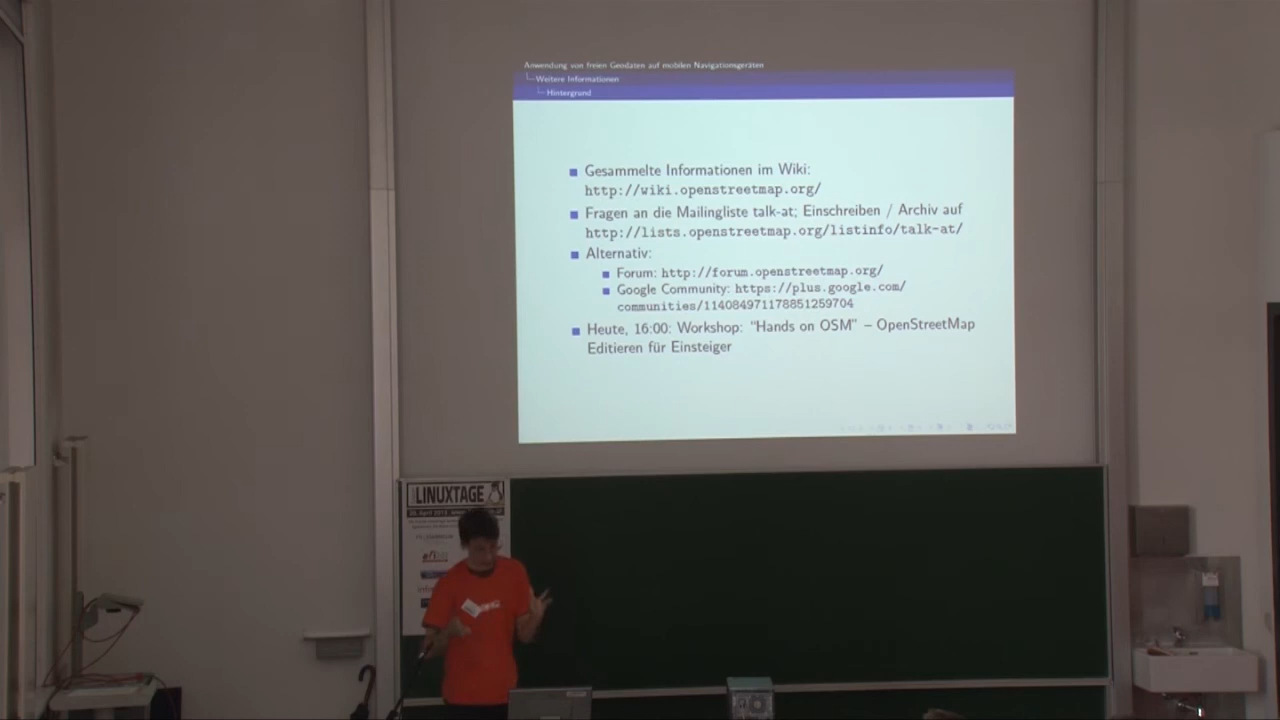 Anwendung von freien Geodaten auf mobilen Navigationsgeräten
Weitere Informationen
Hintergrund
Gesammelte Informationen im Wiki:
http://wiki.openstreetmap.org/
Fragen an die Mailingliste talk-at; Einschreiben / Archiv auf
http://lists.openstreetmap.org/listinfo/talk-at/
Alternativ:
Forum: http://forum.openstreetmap.org/
Google Community: https://plus.google.com/
communities/114084971178851259704
Heute, 16:00: Workshop: “Hands on OSM” – OpenStreetMap
Editieren für Einsteiger
LINUXTAGE